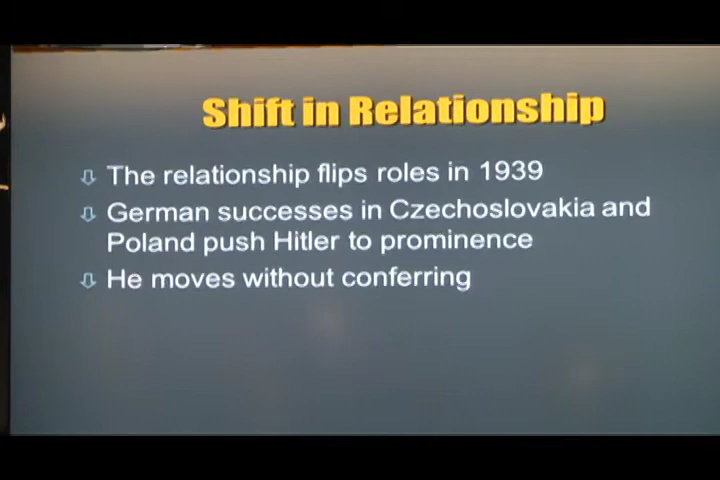 Shift in Relationship
The relationship flips roles in 1939
German successes in Czechoslovakia and
Poland push Hitler to prominence
He moves without conferring